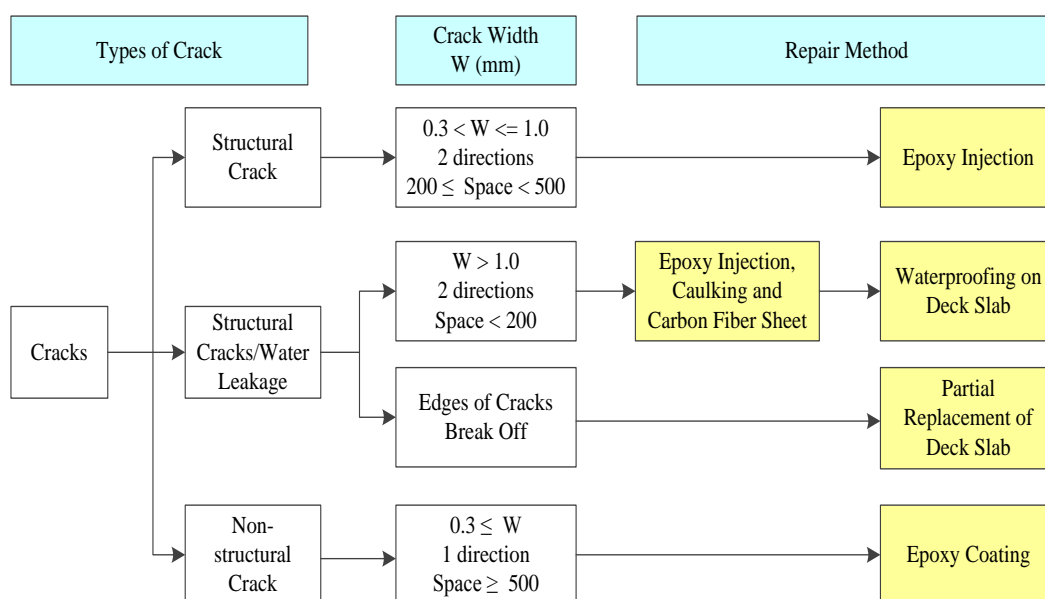 Types of Crack
Crack Width
W (mm)
Repair Method
Structural
Crack
0.3 < W <= 1.0
2 directions
200 ≤ Space < 500
Epoxy Injection
W > 1.0
2 directions
Space < 200
Epoxy Injection,
Caulking and
Carbon Fiber Sheet
Waterproofing on
Deck Slab
Cracks
Structural
Cracks/Water
Leakage
Edges of Cracks
Break Off
Partial
Replacement of
Deck Slab
Non-
structural
Crack
0.3 ≤ W
1 direction
Space ≥ 500
Epoxy Coating